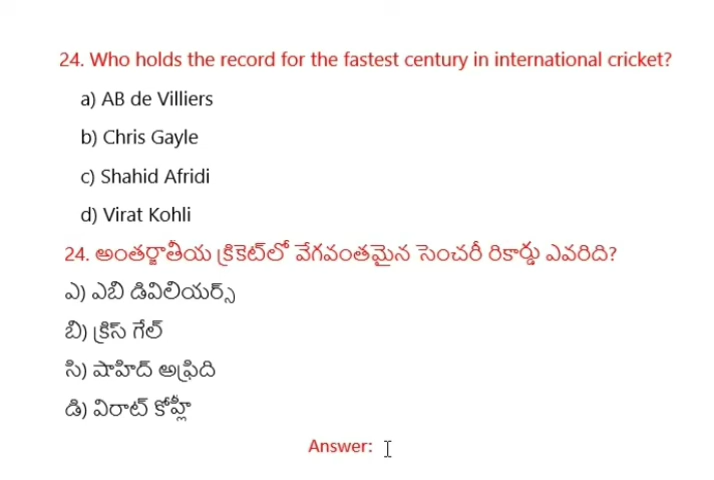 24. Who holds the record for the fastest century in international cricket?
a) AB de Villiers
b) Chris Gayle
c) Shahid Afridi
d) Virat Kohli
24. అంతర్జాతీయ క్రికెట్‌లో వేగవంతమైన సెంచరీ రికార్డు ఎవరిది?
ఎ) ఎబి డివిలియర్స్
బి) క్రిస్ గేల్
సి) షాహిద్ అఫ్రిది
డి) విరాట్ కోహ్లీ
Answer: